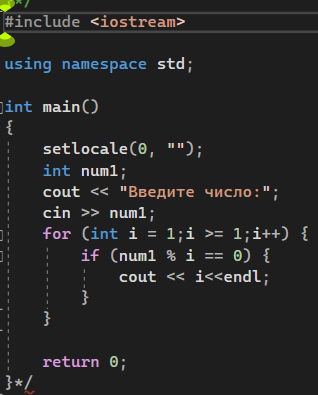 */
#include <iostream>
using namespace std;
int main()
{
setlocale(0, "");
int num1;
cout << "Введите число:";
cin >> num1;
for (int i = 1;i >= 1;i++) {
if (num1 % i == 0) {
cout << i<<endl;
}
}
return 0;
}*/